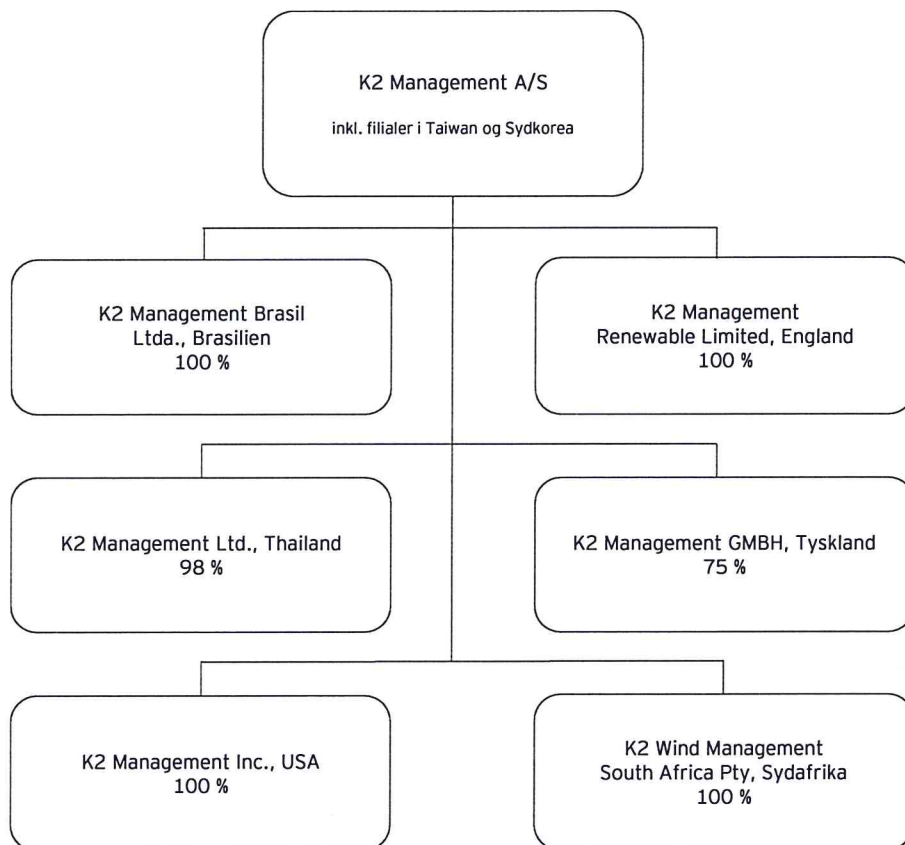 K2 Management A/S
inkl. filialer i Taiwan og Sydkorea
K2 Management Brasil
Ltda., Brasilien
100 %
K2 Management
Renewable Limited, England
100 %
K2 Management Ltd., Thailand
98 %
K2 Management GMBH, Tyskland
75 %
K2 Management Inc., USA
100 %
K2 Wind Management
South Africa Pty, Sydafrika
100 %